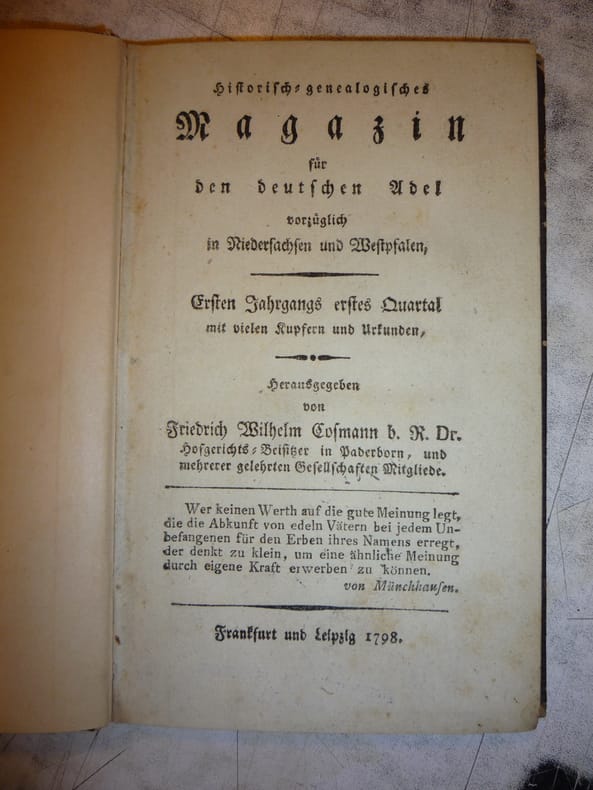 Historisch-genealogisches
Magazin
für
den deutschen Adel
vorzüglich
in Niedersachsen und Westpfalen,
Ersten Jahrgangs erstes Quartal
mit vielen Kupfern und Urkunden,
Herausgegeben
von
Friedrich Wilhelm Cosmann b. R. Dr.
Hofgerichts-Beisitzer in Paderborn, und
mehrerer gelehrten Gesellschaften Mitgliede.
Wer keinen Werth auf die gute Meinung legt,
die die Abkunft von edeln Vätern bei jedem Un-
befangenen für den Erben ihres Namens erregt,
der denkt zu klein, um eine ähnliche Meinung
durch eigene Kraft erwerben zu können.
von Münchhausen.
Frankfurt und Leipzig 1798.